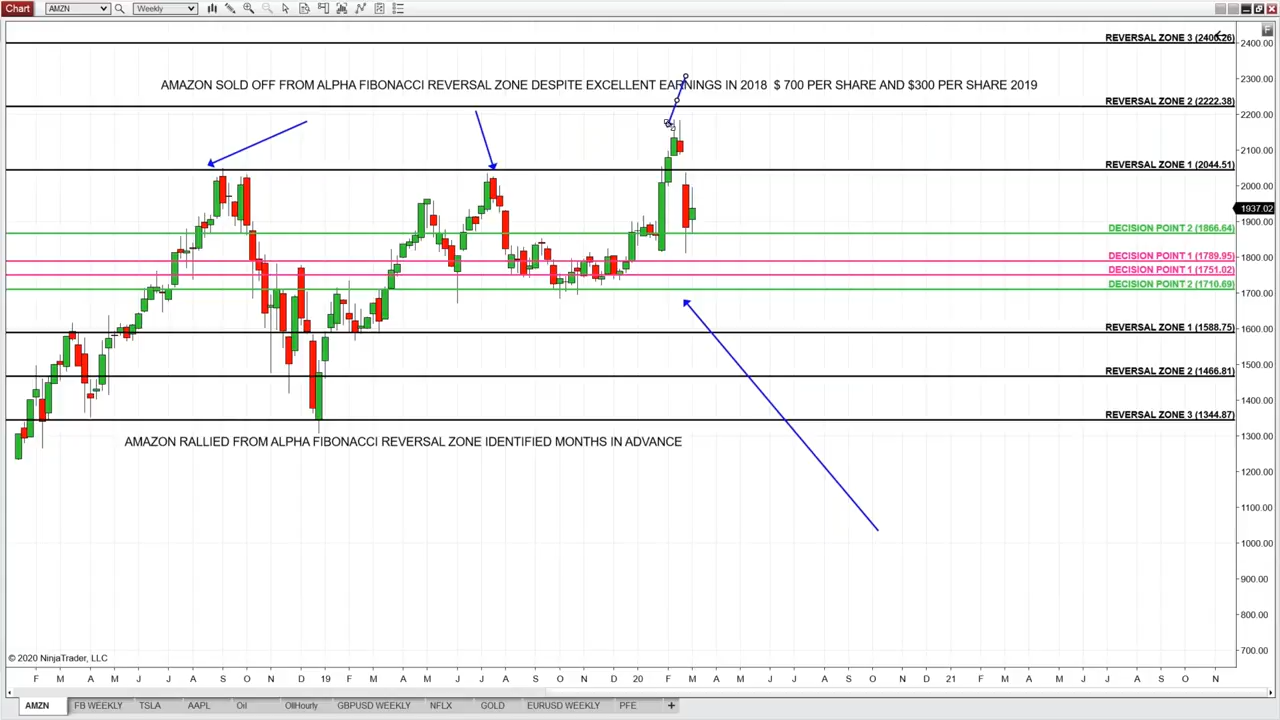 Chart AMZN Weekly
F
REVERSAL ZONE 3 (2400.26)
2400.00
2300.00
AMAZON SOLD OFF FROM ALPHA FIBONACCI REVERSAL ZONE DESPITE EXCELLENT EARNINGS IN 2018 $ 700 PER SHARE AND $300 PER SHARE 2019
REVERSAL ZONE 2 (2222.38)
2200.00
2100.00
REVERSAL ZONE 1 (2044.51)
2000.00
1937.02
1900.00
DECISION POINT 2 (1866.64)
1800.00
DECISION POINT 1 (1789.95)
DECISION POINT 1 (1751.02)
DECISION POINT 2 (1710.69)
1700.00
REVERSAL ZONE 1 (1588.75)
1600.00
1500.00
REVERSAL ZONE 2 (1466.81)
1400.00
REVERSAL ZONE 3 (1344.87)
AMAZON RALLIED FROM ALPHA FIBONACCI REVERSAL ZONE IDENTIFIED MONTHS IN ADVANCE
1300.00
1200.00
1100.00
1000.00
900.00
800.00
700.00
© 2020 NinjaTrader, LLC
F M A M J J A S O N D 19 F M A M J J A S O N D 20 F M A M J J A S O N D 21 F M A M J J A S O N
AMZN FB WEEKLY TSLA AAPL Oil OilHourly GBPUSD WEEKLY NFLX GOLD EURUSD WEEKLY PFE +